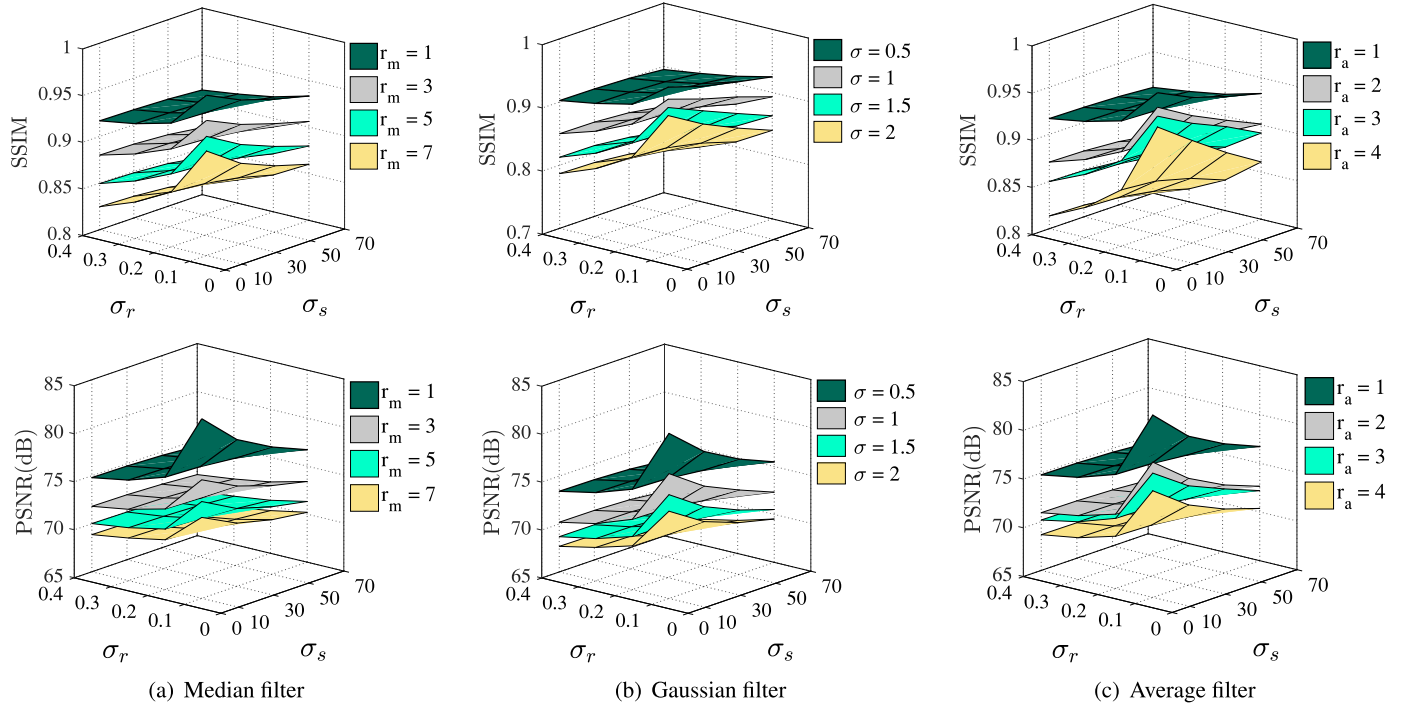 1
0.95
0.9
0.85
0.8
SSIM
0.4
0.3
0.2
0.1
0
0
10
30
50
70
σr
σs
rm = 1
rm = 3
rm = 5
rm = 7
1
0.9
0.8
0.7
SSIM
0.4
0.3
0.2
0.1
0
0
10
30
50
70
σr
σs
σ = 0.5
σ = 1
σ = 1.5
σ = 2
1
0.95
0.9
0.85
0.8
SSIM
0.4
0.3
0.2
0.1
0
0
10
30
50
70
σr
σs
ra = 1
ra = 2
ra = 3
ra = 4
85
80
75
70
65
PSNR(dB)
0.4
0.3
0.2
0.1
0
0
10
30
50
70
σr
σs
rm = 1
rm = 3
rm = 5
rm = 7
(a) Median filter
85
80
75
70
65
PSNR(dB)
0.4
0.3
0.2
0.1
0
0
10
30
50
70
σr
σs
σ = 0.5
σ = 1
σ = 1.5
σ = 2
(b) Gaussian filter
85
80
75
70
65
PSNR(dB)
0.4
0.3
0.2
0.1
0
0
10
30
50
70
σr
σs
ra = 1
ra = 2
ra = 3
ra = 4
(c) Average filter